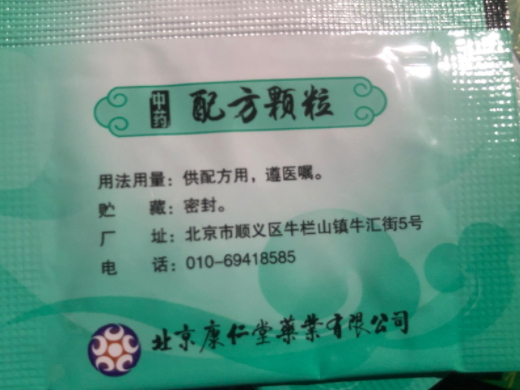 中药 配方颗粒
用法用量：供配方用，遵医嘱。
贮 藏：密封。
厂 址：北京市顺义区牛栏山镇牛汇街5号
电 话：010-69418585
北京康仁堂药业有限公司